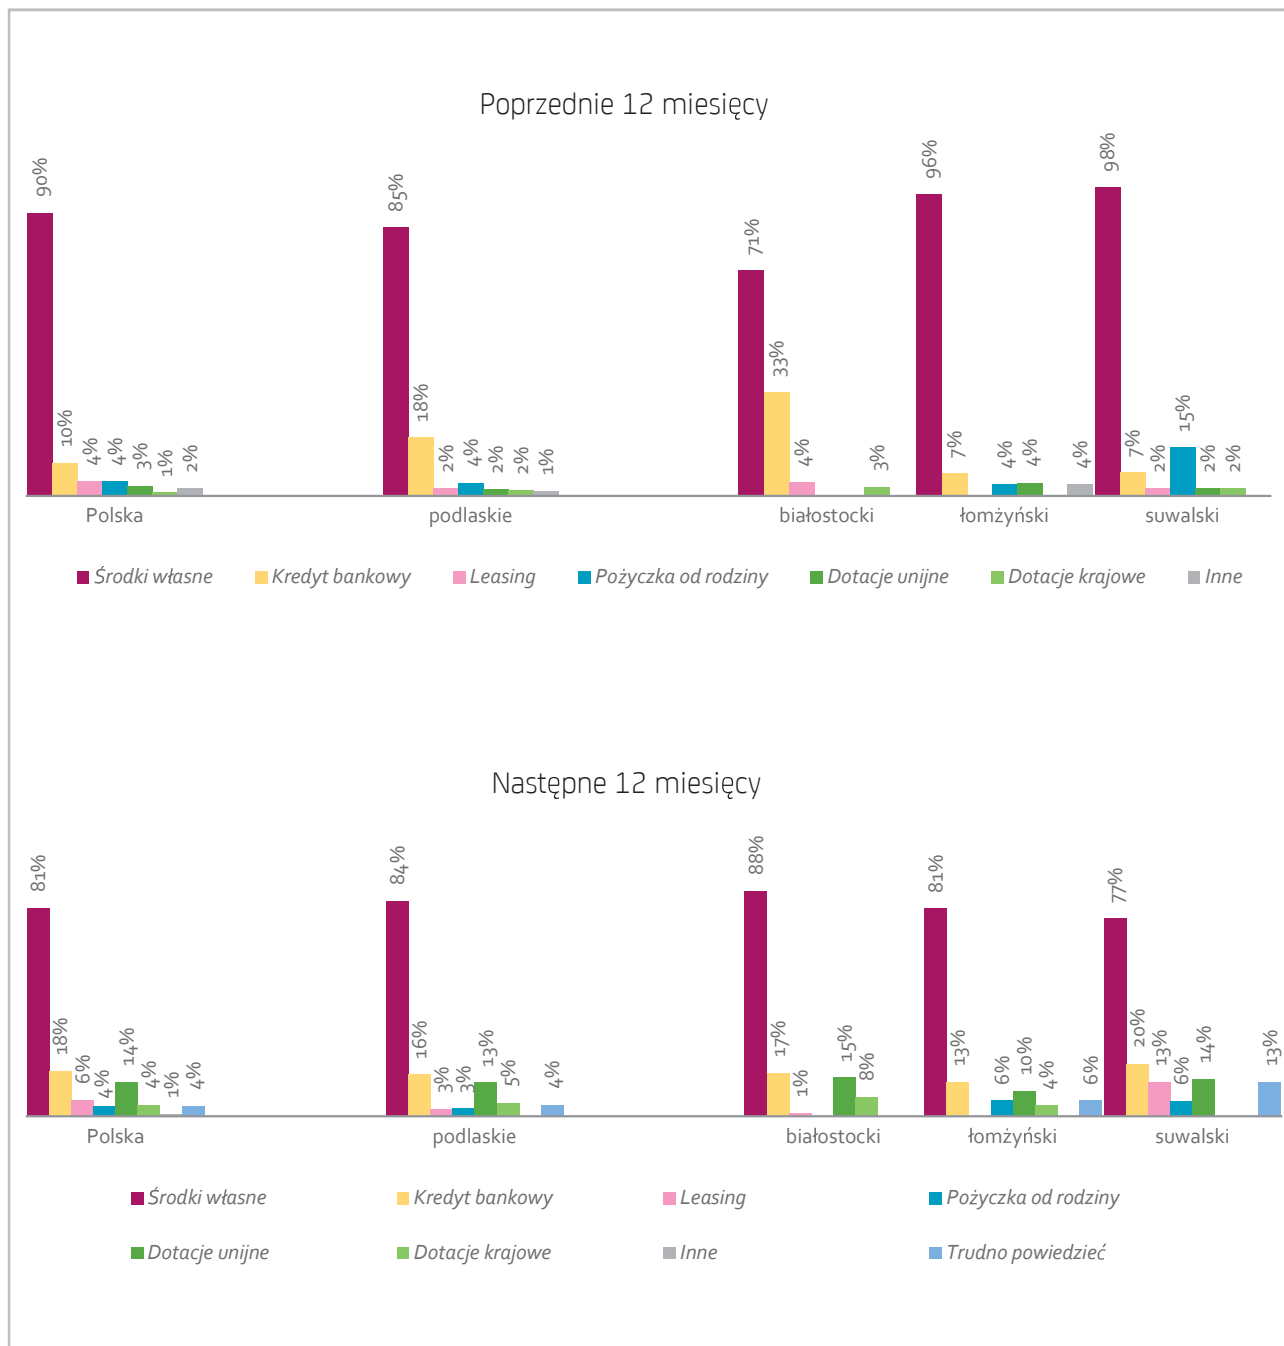 Poprzednie 12 miesięcy
90% 10% 4% 4% 3% 1% 2%
85% 18% 2% 4% 2% 2% 1%
71% 33% 4% 3%
96% 7% 4% 4% 4%
98% 7% 2% 15% 2% 2%
Polska podlaskie białostocki łomżyński suwalski
Środki własne Kredyt bankowy Leasing Pożyczka od rodziny Dotacje unijne Dotacje krajowe Inne
Następne 12 miesięcy
81% 18% 6% 4% 14% 4% 1% 4%
84% 16% 3% 3% 13% 5% 4%
88% 17% 1% 15% 8%
81% 13% 6% 10% 4% 6%
77% 20% 13% 6% 14% 13%
Polska podlaskie białostocki łomżyński suwalski
Środki własne Kredyt bankowy Leasing Pożyczka od rodziny
Dotacje unijne Dotacje krajowe Inne Trudno powiedzieć